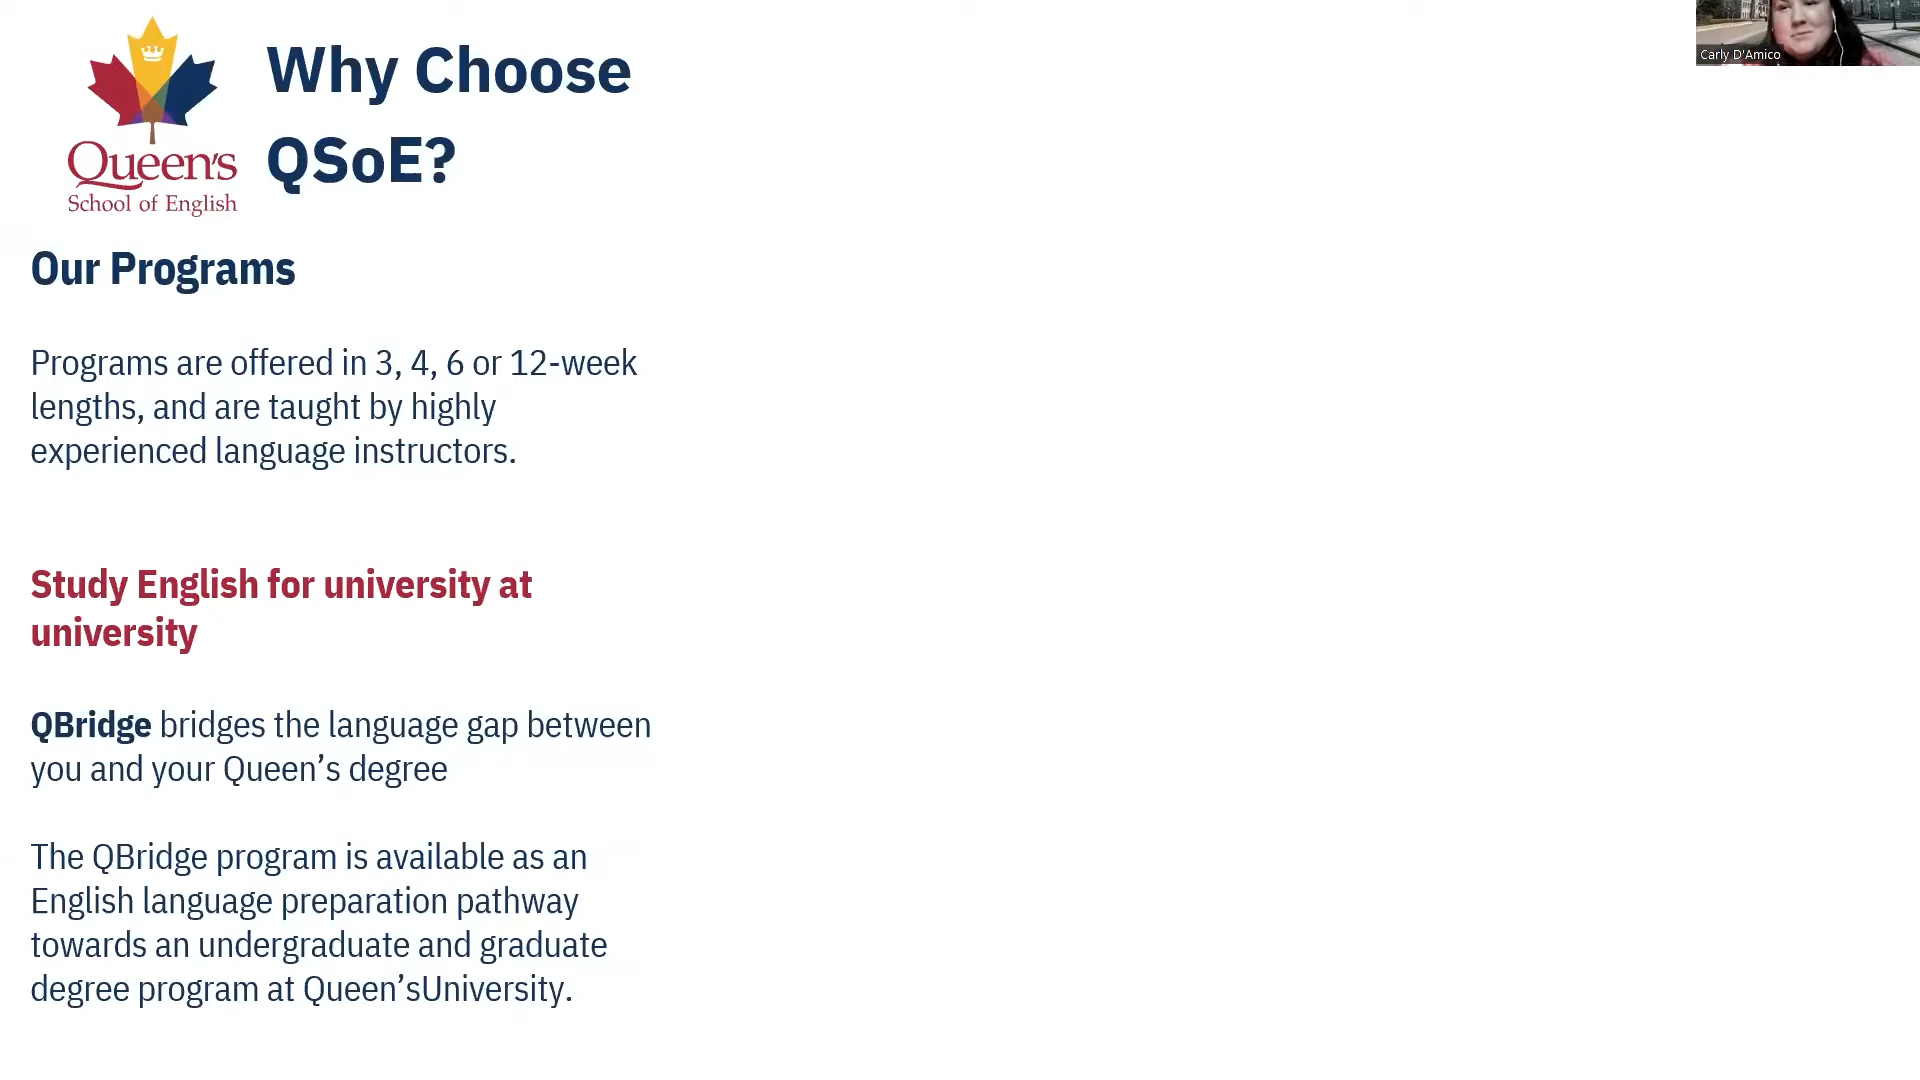 Why Choose
QSoE?
Queen's
School of English
Our Programs
Programs are offered in 3, 4, 6 or 12-week
lengths, and are taught by highly
experienced language instructors.
Study English for university at
university
QBridge bridges the language gap between
you and your Queen’s degree
The QBridge program is available as an
English language preparation pathway
towards an undergraduate and graduate
degree program at Queen’sUniversity.
Carly D'Amico